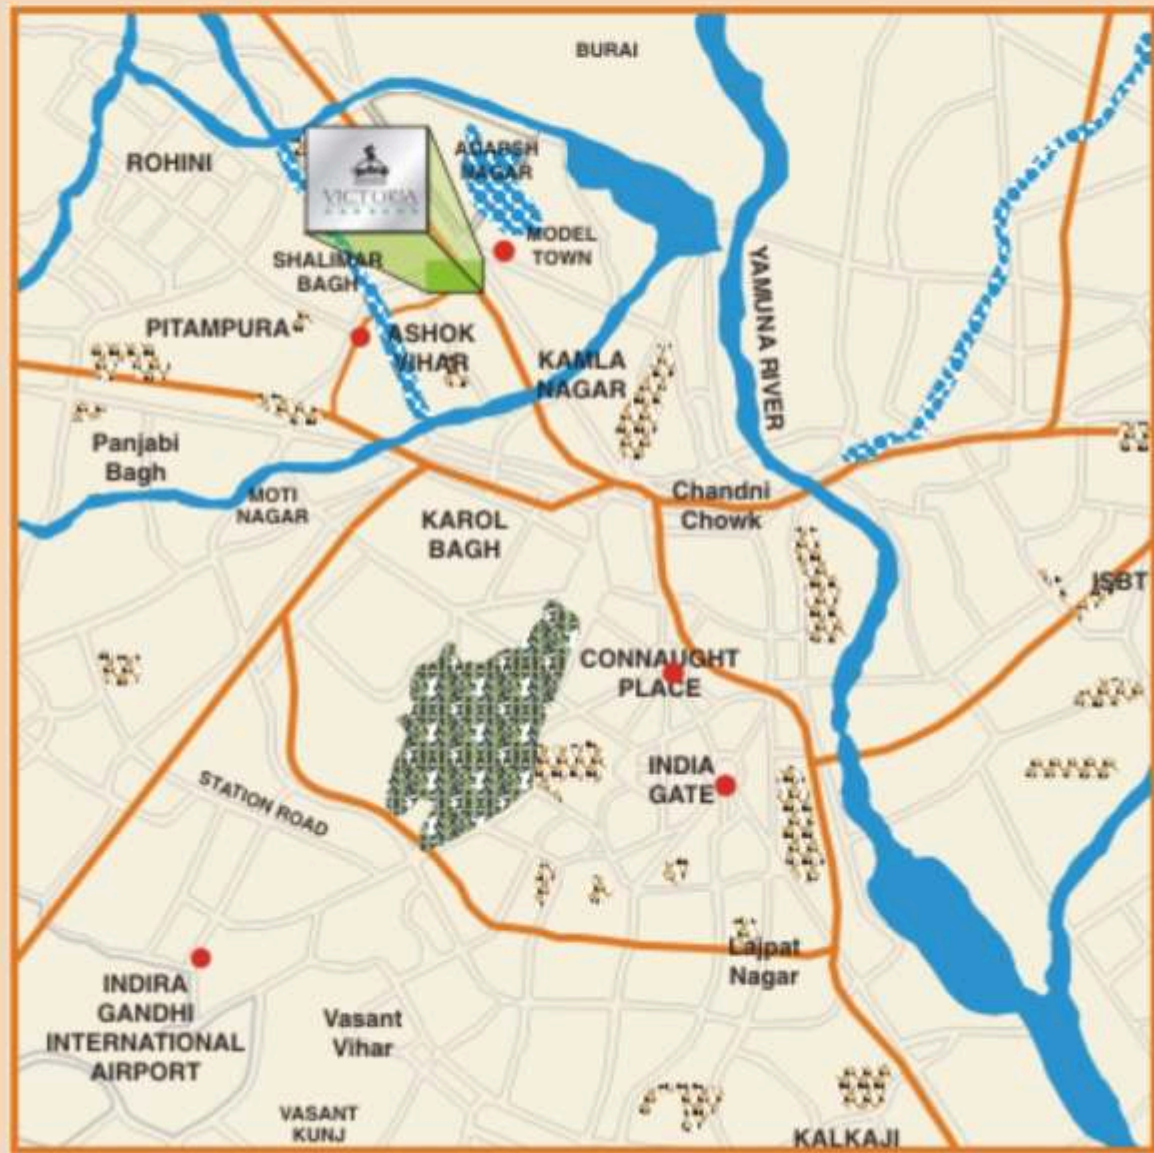 BURAI
ROHINI
ADARSH
NAGAR
VICTORIA
GARDENS
MODEL
TOWN
SHALIMAR
BAGH
YAMUNA RIVER
PITAMPURA
ASHOK
VIHAR
KAMLA
NAGAR
Panjabi
Bagh
MOTI
NAGAR
Chandni
Chowk
KAROL
BAGH
ISBT
CONNAUGHT
PLACE
INDIA
GATE
STATION ROAD
Lajpat
Nagar
INDIRA
GANDHI
INTERNATIONAL
AIRPORT
Vasant
Vihar
VASANT
KUNJ
KALKAJI